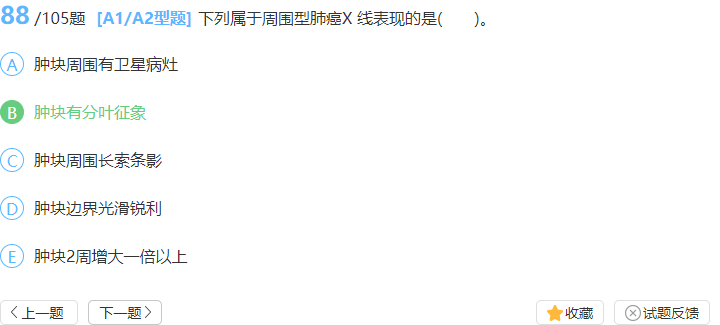 88 /105题 [A1/A2型题] 下列属于周围型肺癌X 线表现的是( )。
A 肿块周围有卫星病灶
B 肿块有分叶征象
C 肿块周围长索条影
D 肿块边界光滑锐利
E 肿块2周增大一倍以上
上一题 下一题 收藏 试题反馈